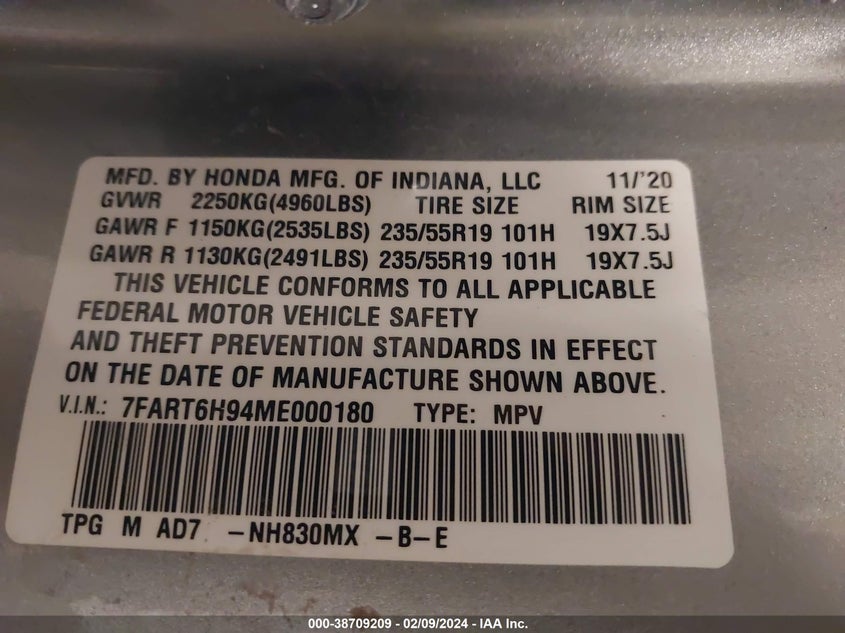 MFD. BY HONDA MFG. OF INDIANA, LLC 11/'20
GVWR 2250KG(4960LBS) TIRE SIZE RIM SIZE
GAWR F 1150KG(2535LBS) 235/55R19 101H 19X7.5J
GAWR R 1130KG(2491LBS) 235/55R19 101H 19X7.5J
THIS VEHICLE CONFORMS TO ALL APPLICABLE
FEDERAL MOTOR VEHICLE SAFETY
AND THEFT PREVENTION STANDARDS IN EFFECT
ON THE DATE OF MANUFACTURE SHOWN ABOVE.
V.I.N.: 7FART6H94ME000180 TYPE: MPV
TPG M AD7 -NH830MX -B-E
000-38709209 - 02/09/2024 - IAA Inc.